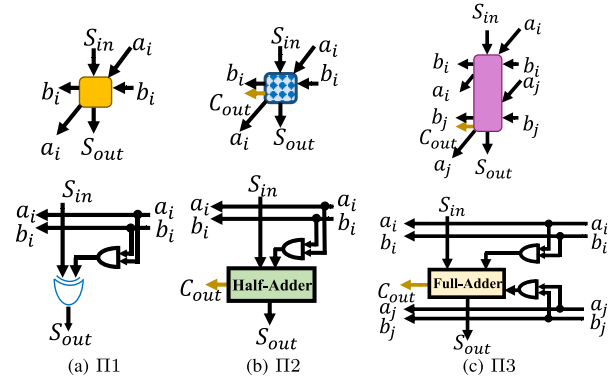 S_in a_i
b_i b_i
a_i S_out
S_in
a_i a_i
b_i b_i
S_out
(a) Π1
S_in a_i
b_i b_i
C_out
a_i S_out
S_in
a_i a_i
b_i b_i
C_out Half-Adder
S_out
(b) Π2
S_in a_i
b_i b_i
a_i a_j
b_j b_j
C_out
a_j S_out
S_in
a_i a_i
b_i b_i
C_out Full-Adder
a_j a_j
b_j b_j
S_out
(c) Π3